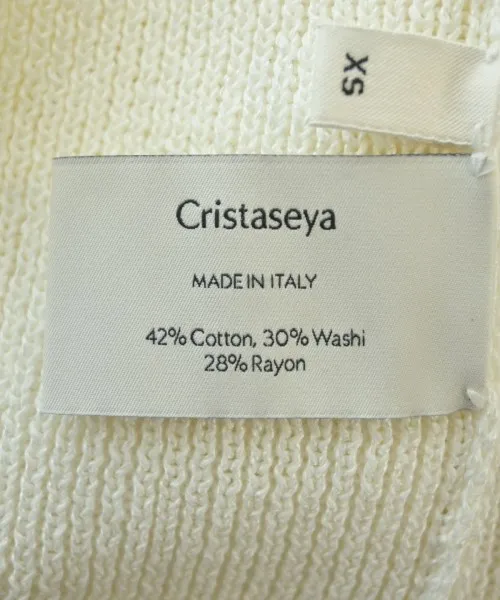 XS
Cristaseya
MADE IN ITALY
42% Cotton, 30% Washi
28% Rayon